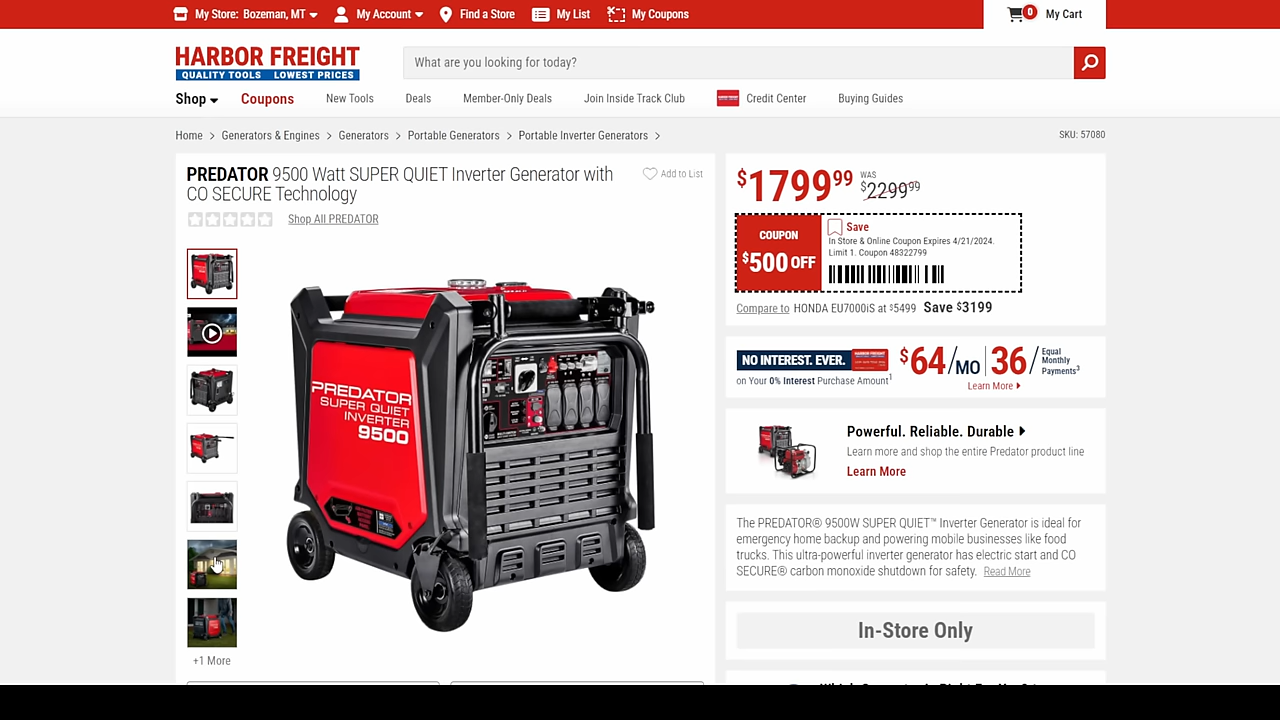 My Store: Bozeman, MT
My Account
Find a Store
My List
My Coupons
0
My Cart
HARBOR FREIGHT
QUALITY TOOLS LOWEST PRICES
What are you looking for today?
Shop
Coupons
New Tools
Deals
Member-Only Deals
Join Inside Track Club
Credit Center
Buying Guides
Home > Generators & Engines > Generators > Portable Generators > Portable Inverter Generators >
SKU: 57080
PREDATOR 9500 Watt SUPER QUIET Inverter Generator with
CO SECURE Technology
Add to List
Shop All PREDATOR
PREDATOR
SUPER QUIET
INVERTER
9500
+1 More
$1799.99
WAS
$2299.99
COUPON
$500 OFF
Save
In Store & Online Coupon Expires 4/21/2024.
Limit 1. Coupon 48322799
Compare to HONDA EU7000iS at $5499 Save $3199
NO INTEREST. EVER.
on Your 0% Interest Purchase Amount1
$64/MO
36/
Equal
Monthly
Payments3
Learn More
Powerful. Reliable. Durable
Learn more and shop the entire Predator product line
Learn More
The PREDATOR® 9500W SUPER QUIET™ Inverter Generator is ideal for
emergency home backup and powering mobile businesses like food
trucks. This ultra-powerful inverter generator has electric start and CO
SECURE® carbon monoxide shutdown for safety. Read More
In-Store Only